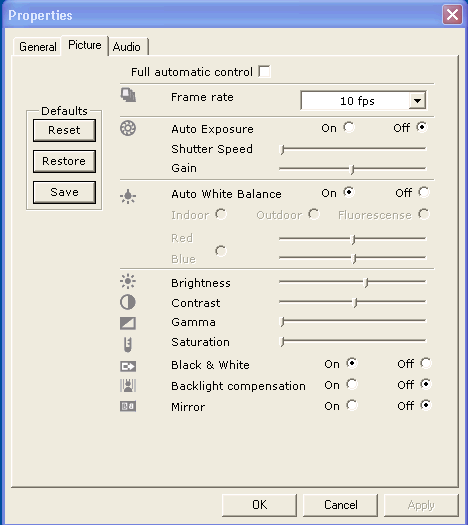 Properties
General Picture Audio
Full automatic control
Frame rate 10 fps
Defaults
Reset
Restore
Save
Auto Exposure On Off
Shutter Speed
Gain
Auto White Balance On Off
Indoor Outdoor Fluorescense
Red
Blue
Brightness
Contrast
Gamma
Saturation
Black & White On Off
Backlight compensation On Off
Mirror On Off
OK Cancel Apply